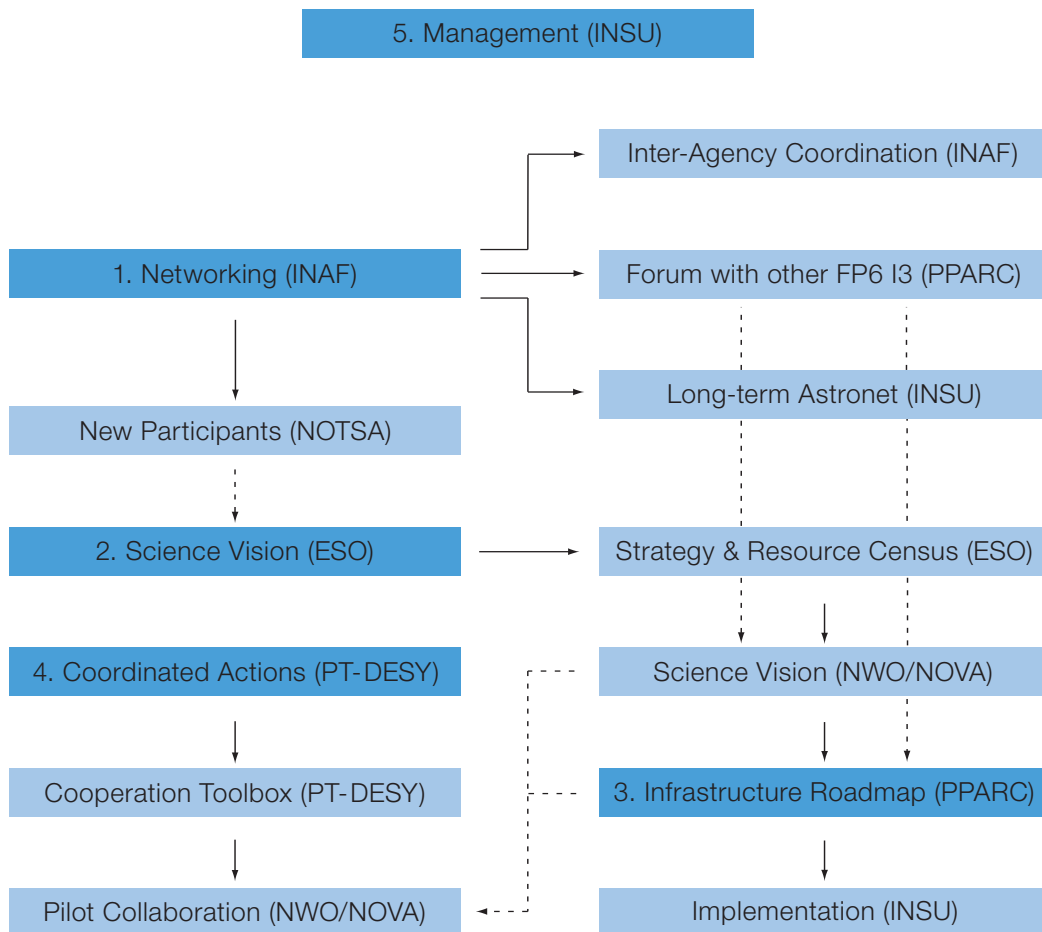 5. Management (INSU)
Inter-Agency Coordination (INAF)
1. Networking (INAF)
Forum with other FP6 I3 (PPARC)
Long-term Astronet (INSU)
New Participants (NOTSA)
2. Science Vision (ESO)
Strategy & Resource Census (ESO)
4. Coordinated Actions (PT-DESY)
Science Vision (NWO/NOVA)
Cooperation Toolbox (PT-DESY)
3. Infrastructure Roadmap (PPARC)
Pilot Collaboration (NWO/NOVA)
Implementation (INSU)